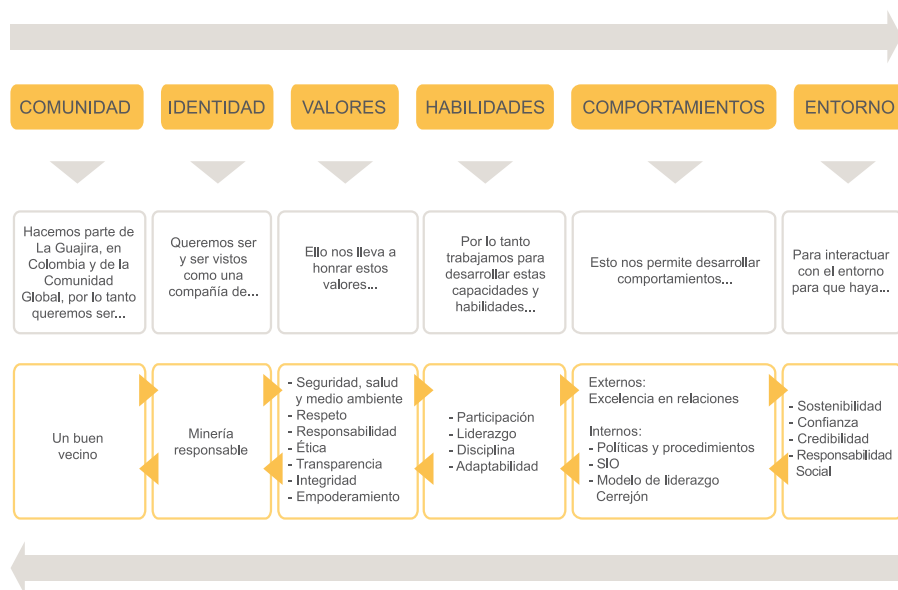 COMUNIDAD
IDENTIDAD
VALORES
HABILIDADES
COMPORTAMIENTOS
ENTORNO
Hacemos parte de
La Guajira, en
Colombia y de la
Comunidad
Global, por lo tanto
queremos ser...
Queremos ser
y ser vistos
como una
compañía de...
Ello nos lleva a
honrar estos
valores...
Por lo tanto
trabajamos para
desarrollar estas
capacidades y
habilidades...
Esto nos permite desarrollar
comportamientos...
Para interactuar
con el entorno
para que haya...
Un buen
vecino
Minería
responsable
- Seguridad, salud
y medio ambiente
- Respeto
- Responsabilidad
- Ética
- Transparencia
- Integridad
- Empoderamiento
- Participación
- Liderazgo
- Disciplina
- Adaptabilidad
Externos:
Excelencia en relaciones
Internos:
- Políticas y procedimientos
- SIO
- Modelo de liderazgo
Cerrejón
- Sostenibilidad
- Confianza
- Credibilidad
- Responsabilidad
Social